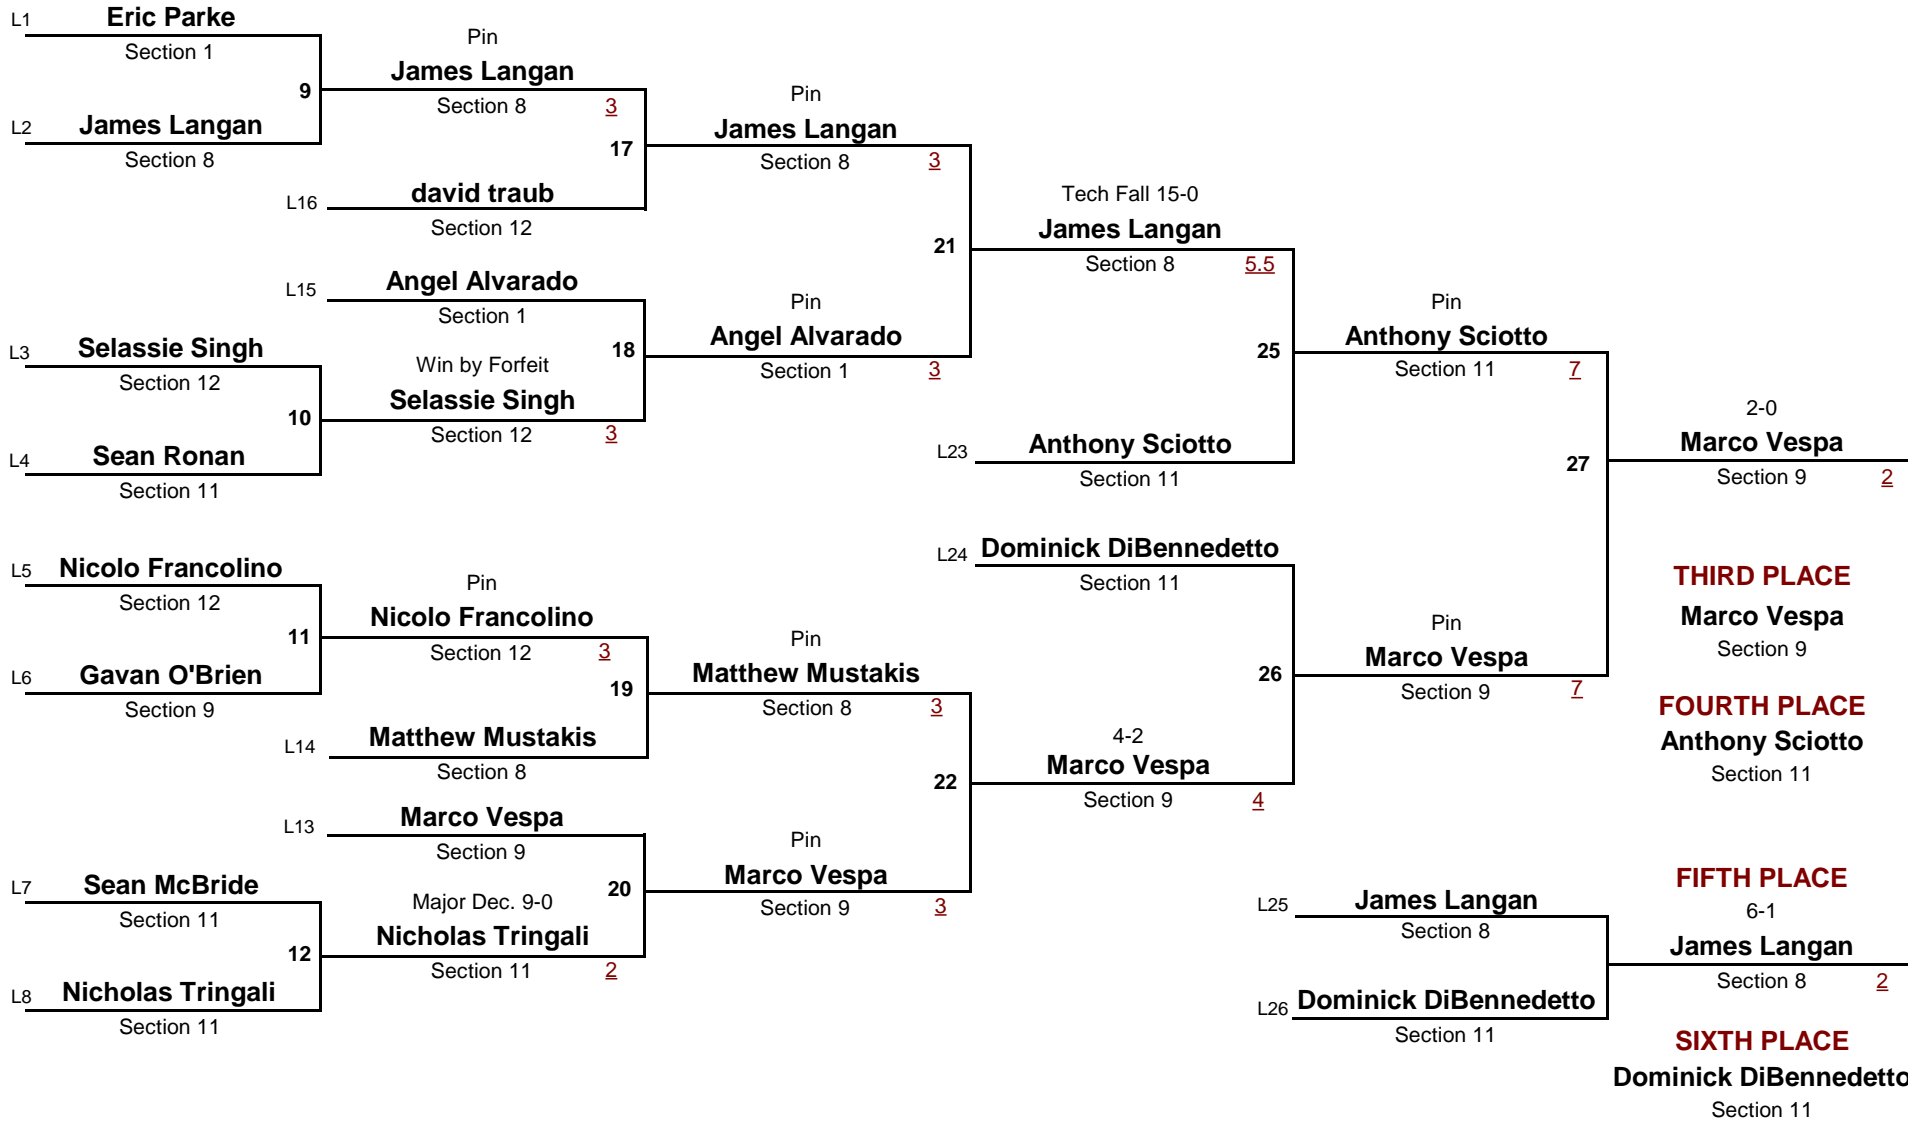 L1 Eric Parke
Section 1
9
L2 James Langan
Section 8
Pin
James Langan
Section 8 3
17
L16 david traub
Section 12
L15 Angel Alvarado
Section 1
18
L3 Selassie Singh
Section 12
10
L4 Sean Ronan
Section 11
Win by Forfeit
Selassie Singh
Section 12 3
L5 Nicolo Francolino
Section 12
11
L6 Gavan O'Brien
Section 9
Pin
Nicolo Francolino
Section 12 3
19
L14 Matthew Mustakis
Section 8
L13 Marco Vespa
Section 9
20
L7 Sean McBride
Section 11
12
L8 Nicholas Tringali
Section 11
Major Dec. 9-0
Nicholas Tringali
Section 11 2
Pin
James Langan
Section 8 3
21
Pin
Angel Alvarado
Section 1 3
Pin
Matthew Mustakis
Section 8 3
22
Pin
Marco Vespa
Section 9 3
Tech Fall 15-0
James Langan
Section 8 5.5
25
L23 Anthony Sciotto
Section 11
L24 Dominick DiBennedetto
Section 11
26
4-2
Marco Vespa
Section 9 4
Pin
Anthony Sciotto
Section 11 7
27
Pin
Marco Vespa
Section 9 7
2-0
Marco Vespa
Section 9 2
THIRD PLACE
Marco Vespa
Section 9
FOURTH PLACE
Anthony Sciotto
Section 11
L25 James Langan
Section 8
L26 Dominick DiBennedetto
Section 11
FIFTH PLACE
6-1
James Langan
Section 8 2
SIXTH PLACE
Dominick DiBennedetto
Section 11